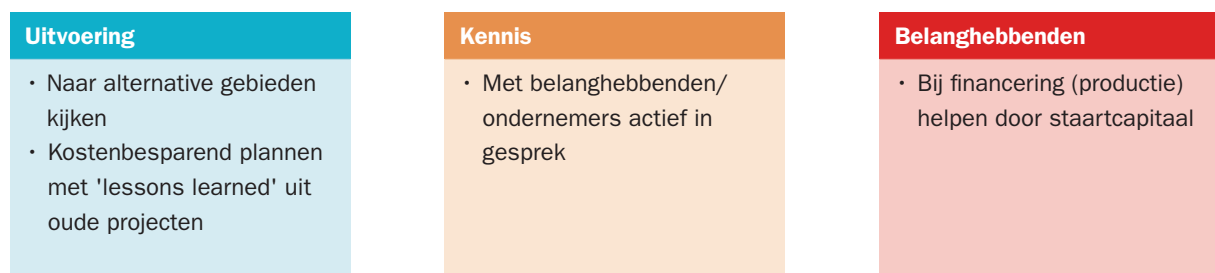 Uitvoering
· Naar alternative gebieden
kijken
· Kostenbesparend plannen
met 'lessons learned' uit
oude projecten
Kennis
· Met belanghebbenden/
ondernemers actief in
gesprek
Belanghebbenden
· Bij financering (productie)
helpen door staartcapitaal